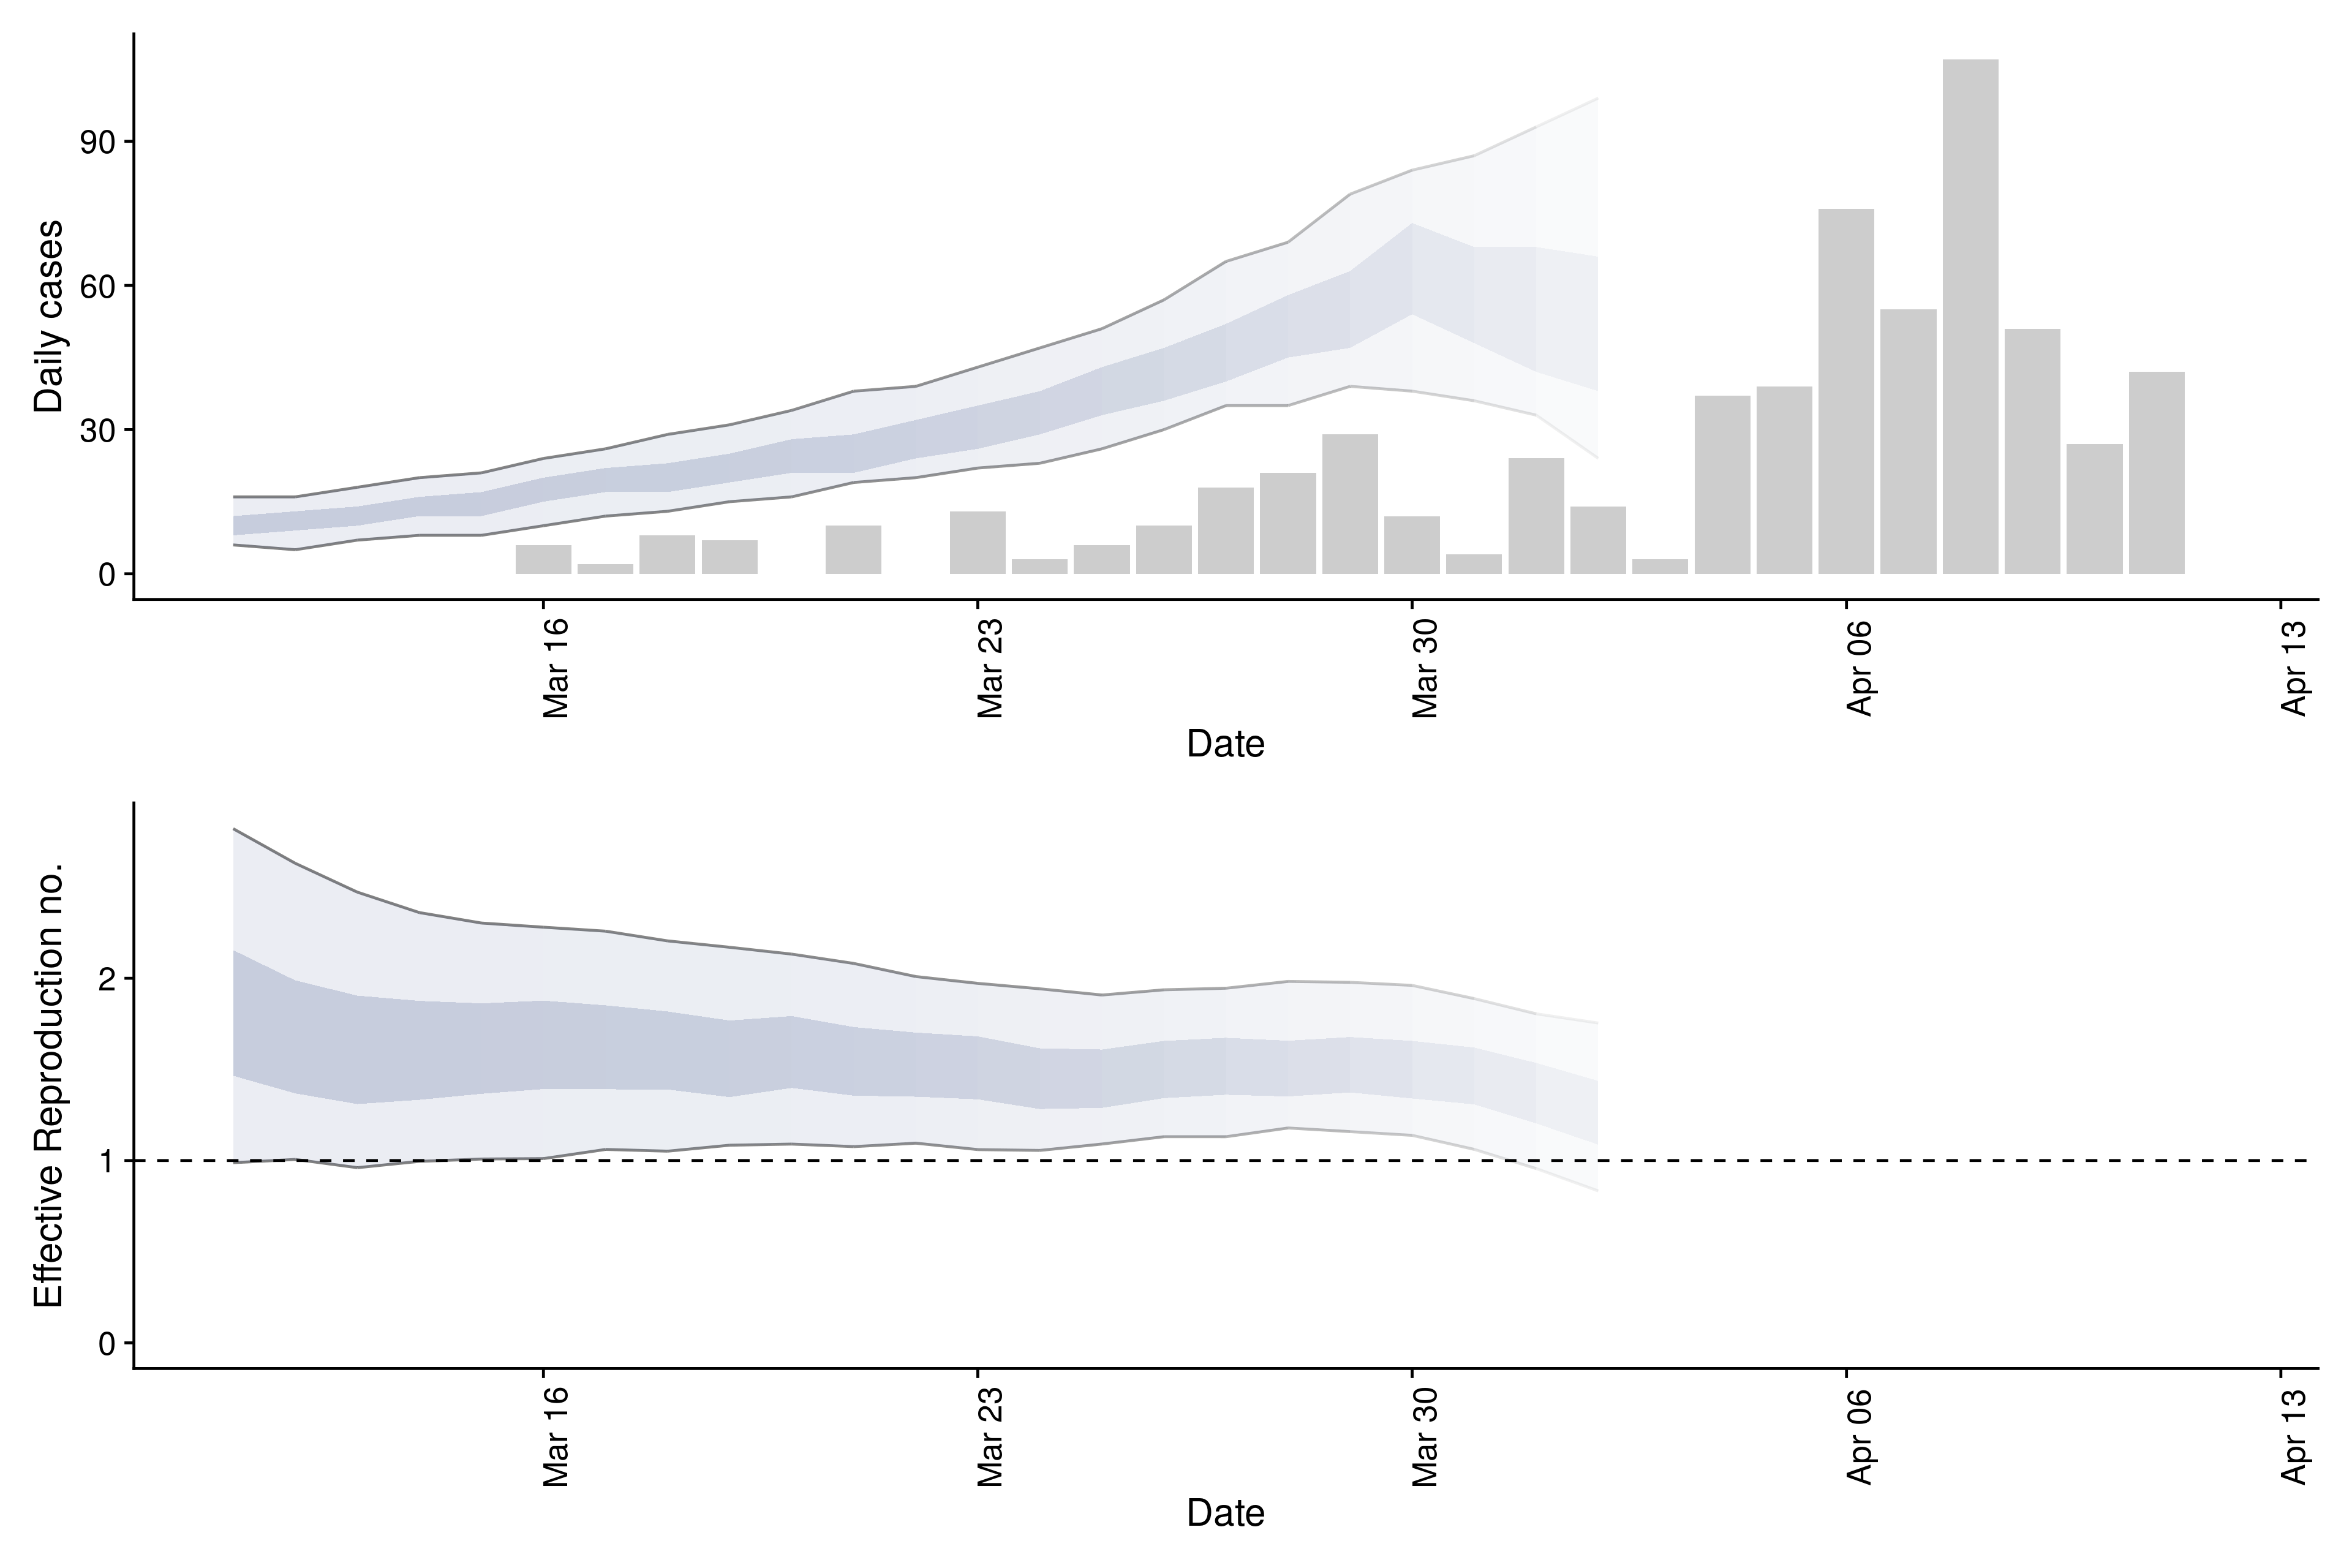 Daily cases
90
60
30
0
Mar 16
Mar 23
Mar 30
Apr 06
Apr 13
Date
Effective Reproduction no.
2
1
0
Mar 16
Mar 23
Mar 30
Apr 06
Apr 13
Date